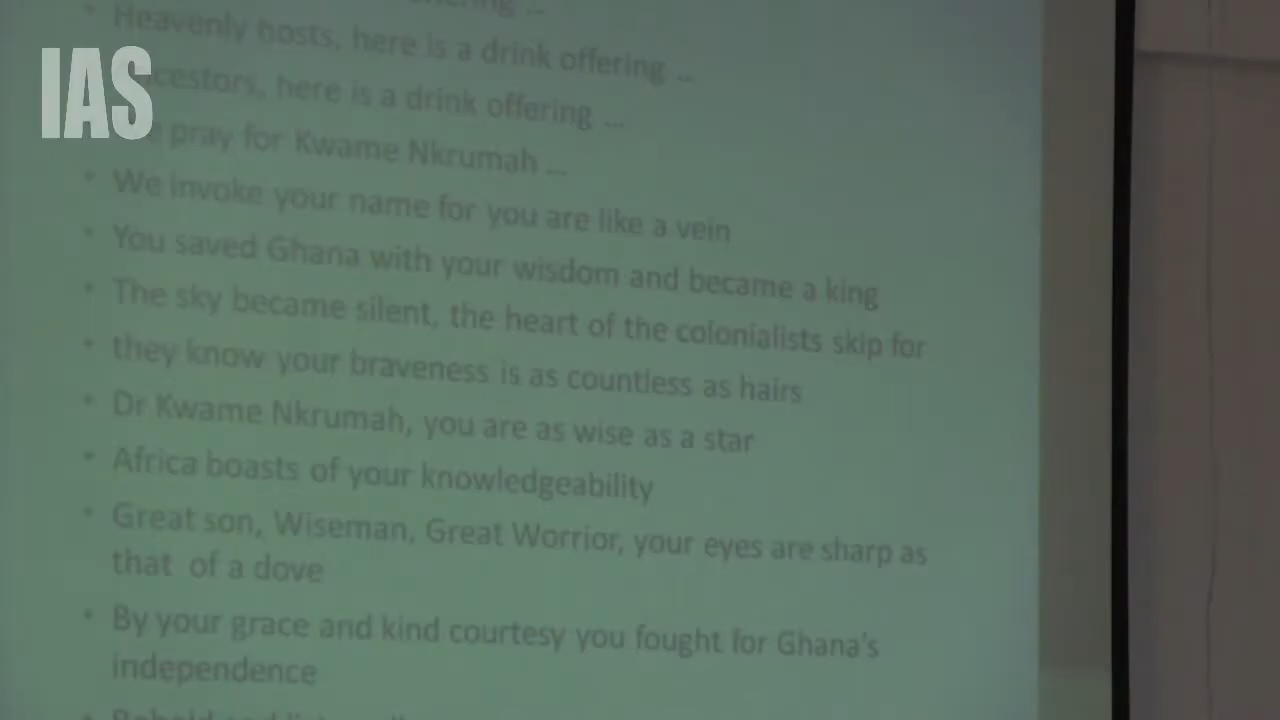 offering ...
IAS
• Heavenly hosts, here is a drink offering ...
ncestors, here is a drink offering ...
e pray for Kwame Nkrumah ...
• We invoke your name for you are like a vein
• You saved Ghana with your wisdom and became a king
• The sky became silent, the heart of the colonialists skip for
• they know your braveness is as countless as hairs
• Dr Kwame Nkrumah, you are as wise as a star
• Africa boasts of your knowledgeability
• Great son, Wiseman, Great Worrior, your eyes are sharp as
that of a dove
• By your grace and kind courtesy you fought for Ghana's
independence